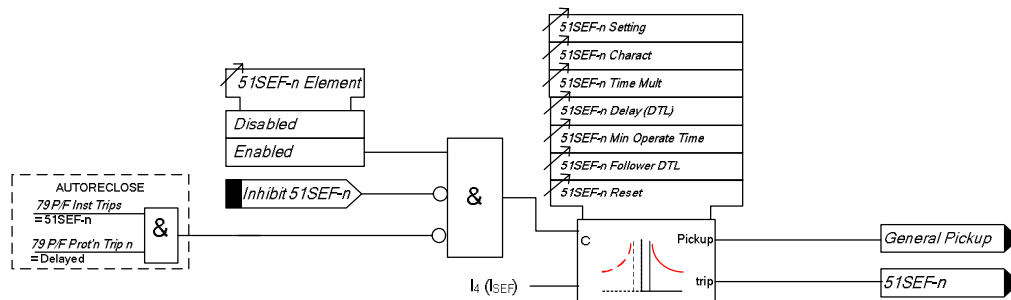 51SEF-n Setting
51SEF-n Charact
51SEF-n Time Mult
51SEF-n Delay (DTL)
51SEF-n Min Operate Time
51SEF-n Follower DTL
51SEF-n Reset
51SEF-n Element
Disabled
Enabled
Inhibit 51SEF-n
&
AUTORECLOSE
79 P/F Inst Trips
= 51SEF-n
&
79 P/F Prot'n Trip n
= Delayed
C
Pickup
trip
I4 (ISEF)
General Pickup
51SEF-n